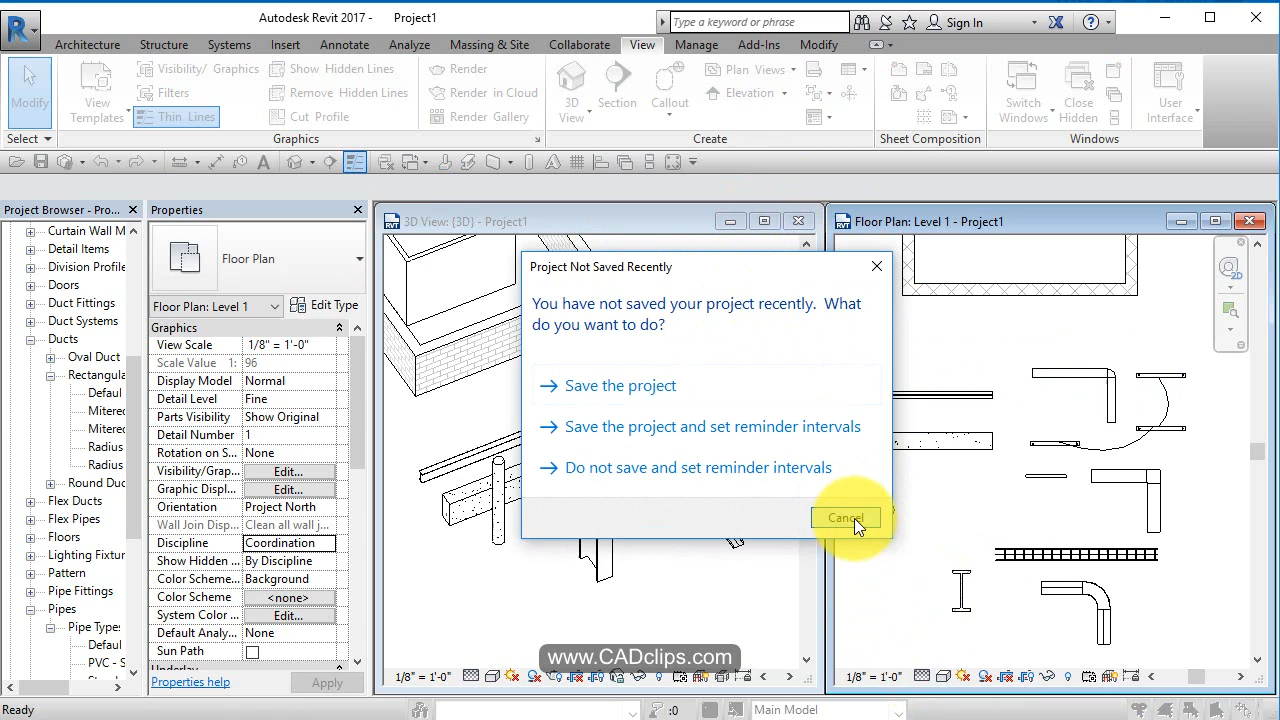 Autodesk Revit 2017 - Project1
Type a keyword or phrase
Sign In
Architecture Structure Systems Insert Annotate Analyze Massing & Site Collaborate View Manage Add-Ins Modify
Modify
View
Templates
Visibility/ Graphics
Filters
Thin Lines
Show Hidden Lines
Remove Hidden Lines
Cut Profile
Render
Render in Cloud
Render Gallery
3D
View
Section
Callout
Plan Views
Elevation
Switch
Windows
Close
Hidden
User
Interface
Select
Graphics
Create
Sheet Composition
Windows
Project Browser - Pro...
Curtain Wall M
Detail Items
Division Profile
Doors
Duct Fittings
Duct Systems
Ducts
Oval Duct
Rectangula
Defaul
Mitered
Mitered
Radius
Radius
Round Duc
Flex Ducts
Flex Pipes
Floors
Lighting Fixtur
Pattern
Pipe Fittings
Pipes
Pipe Types
Defaul
PVC - S
Properties
Floor Plan
Floor Plan: Level 1
Edit Type
Graphics
View Scale 1/8" = 1'-0"
Scale Value 1: 96
Display Model Normal
Detail Level Fine
Parts Visibility Show Original
Detail Number 1
Rotation on S... None
Visibility/Grap... Edit...
Graphic Displ... Edit...
Orientation Project North
Wall Join Disp... Clean all wall j...
Discipline Coordination
Show Hidden ... By Discipline
Color Scheme... Background
Color Scheme <none>
System Color ... Edit...
Default Analy... None
Sun Path
Underlay
Properties help
Apply
3D View: {3D} - Project1
Floor Plan: Level 1 - Project1
2D
Project Not Saved Recently
You have not saved your project recently. What
do you want to do?
Save the project
Save the project and set reminder intervals
Do not save and set reminder intervals
Cancel
www.CADclips.com
1/8" = 1'-0"
1/8" = 1'-0"
Ready
:0
Main Model